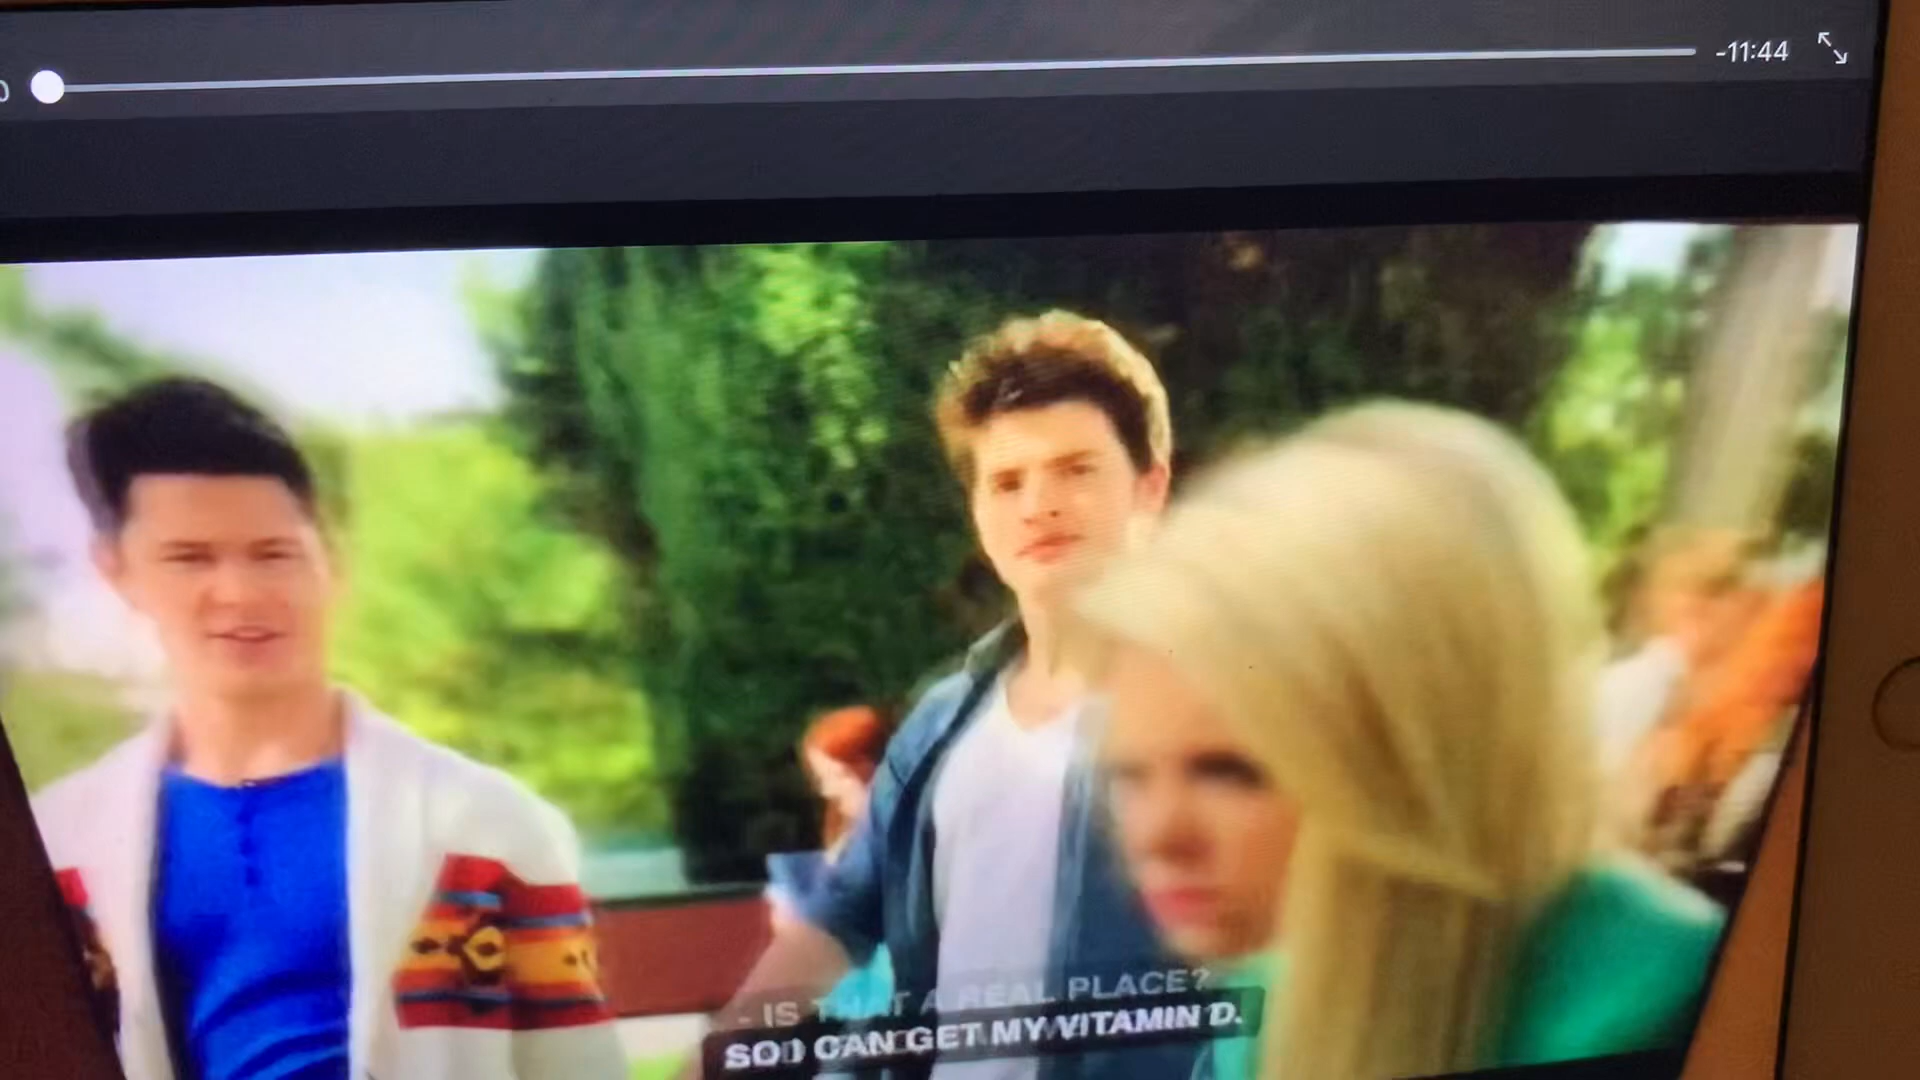 -11:44
- IS THAT A REAL PLACE?
SO I CAN GET MY VITAMIN D.